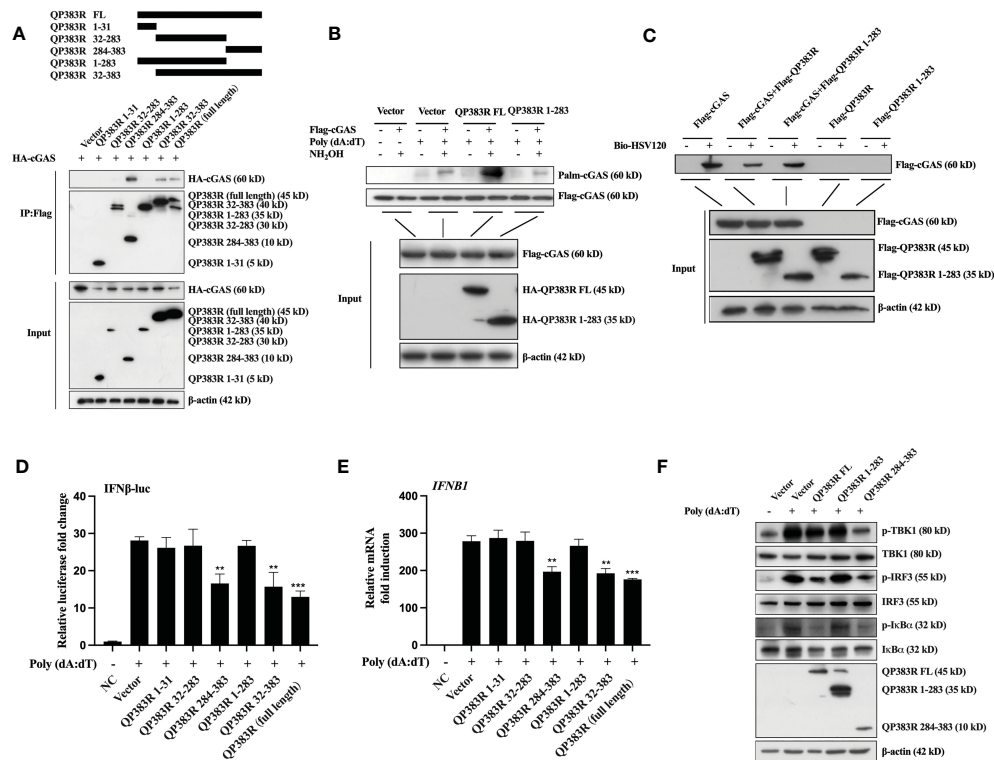 A
QP383R FL
QP383R 1-31
QP383R 32-283
QP383R 284-383
QP383R 1-283
QP383R 32-383
Vector
QP383R 1-31
QP383R 32-283
QP383R 284-383
QP383R 1-283
QP383R 32-383
QP383R (full length)
HA-cGAS + + + + + + +
IP:Flag
HA-cGAS (60 kD)
QP383R (full length) (45 kD)
QP383R 32-383 (40 kD)
QP383R 1-283 (35 kD)
QP383R 32-283 (30 kD)
QP383R 284-383 (10 kD)
QP383R 1-31 (5 kD)
Input
HA-cGAS (60 kD)
QP383R (full length) (45 kD)
QP383R 32-383 (40 kD)
QP383R 1-283 (35 kD)
QP383R 32-283 (30 kD)
QP383R 284-383 (10 kD)
QP383R 1-31 (5 kD)
β-actin (42 kD)
B
Vector Vector QP383R FL QP383R 1-283
Flag-cGAS - + - + - + - +
Poly (dA:dT) - - + + + + + +
NH2OH - + - + - + - +
Palm-cGAS (60 kD)
Flag-cGAS (60 kD)
Input
Flag-cGAS (60 kD)
HA-QP383R FL (45 kD)
HA-QP383R 1-283 (35 kD)
β-actin (42 kD)
C
Flag-cGAS
Flag-cGAS+Flag-QP383R
Flag-cGAS+Flag-QP383R 1-283
Flag-QP383R
Flag-QP383R 1-283
Bio-HSV120 - + - + - + - + - +
Flag-cGAS (60 kD)
Input
Flag-cGAS (60 kD)
Flag-QP383R (45 kD)
Flag-QP383R 1-283 (35 kD)
β-actin (42 kD)
D
IFNβ-luc
Relative luciferase fold change
40
30
20
10
0
**
**
***
Poly (dA:dT) - + + + + + + +
NC
Vector
QP383R 1-31
QP383R 32-283
QP383R 284-383
QP383R 1-283
QP383R 32-383
QP383R (full length)
E
IFNB1
Relative mRNA
fold induction
400
300
200
100
0
**
**
***
Poly (dA:dT) - + + + + + + +
NC
Vector
QP383R 1-31
QP383R 32-283
QP383R 284-383
QP383R 1-283
QP383R 32-383
QP383R (full length)
F
Vector
Vector
QP383R FL
QP383R 1-283
QP383R 284-383
Poly (dA:dT) - + + + +
p-TBK1 (80 kD)
TBK1 (80 kD)
p-IRF3 (55 kD)
IRF3 (55 kD)
p-IκBα (32 kD)
IκBα (32 kD)
QP383R FL (45 kD)
QP383R 1-283 (35 kD)
QP383R 284-383 (10 kD)
β-actin (42 kD)